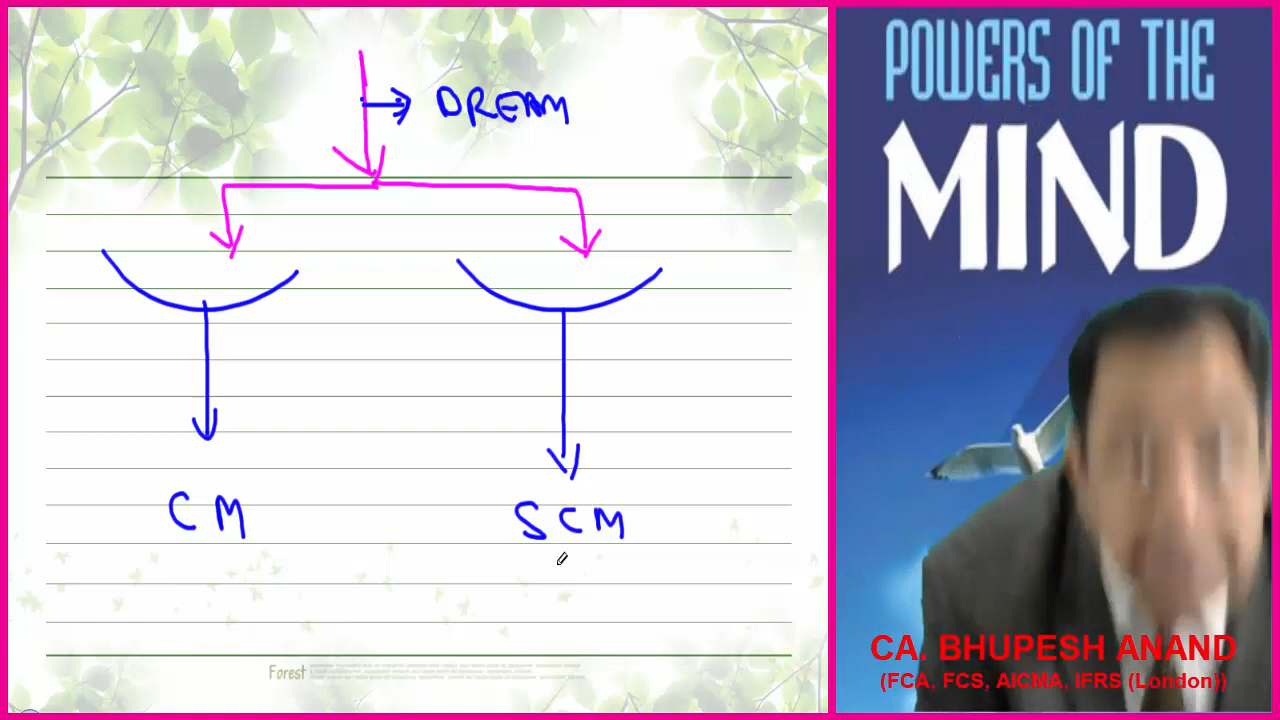 DREAM
CM
SCM
Forest
POWERS OF THE
MIND
CA. BHUPESH ANAND
(FCA, FCS, AICMA, IFRS (London))